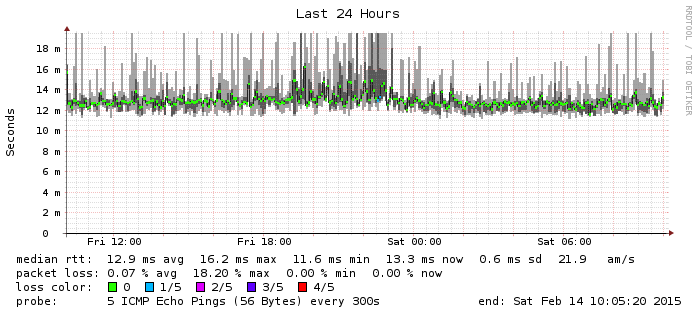 Last 24 Hours
RRDTOOL / TOBI OETIKER
Seconds
18 m
16 m
14 m
12 m
10 m
8 m
6 m
4 m
2 m
0
Fri 12:00 Fri 18:00 Sat 00:00 Sat 06:00
median rtt: 12.9 ms avg 16.2 ms max 11.6 ms min 13.3 ms now 0.6 ms sd 21.9 am/s
packet loss: 0.07 % avg 18.20 % max 0.00 % min 0.00 % now
loss color: 0 1/5 2/5 3/5 4/5
probe: 5 ICMP Echo Pings (56 Bytes) every 300s end: Sat Feb 14 10:05:20 2015